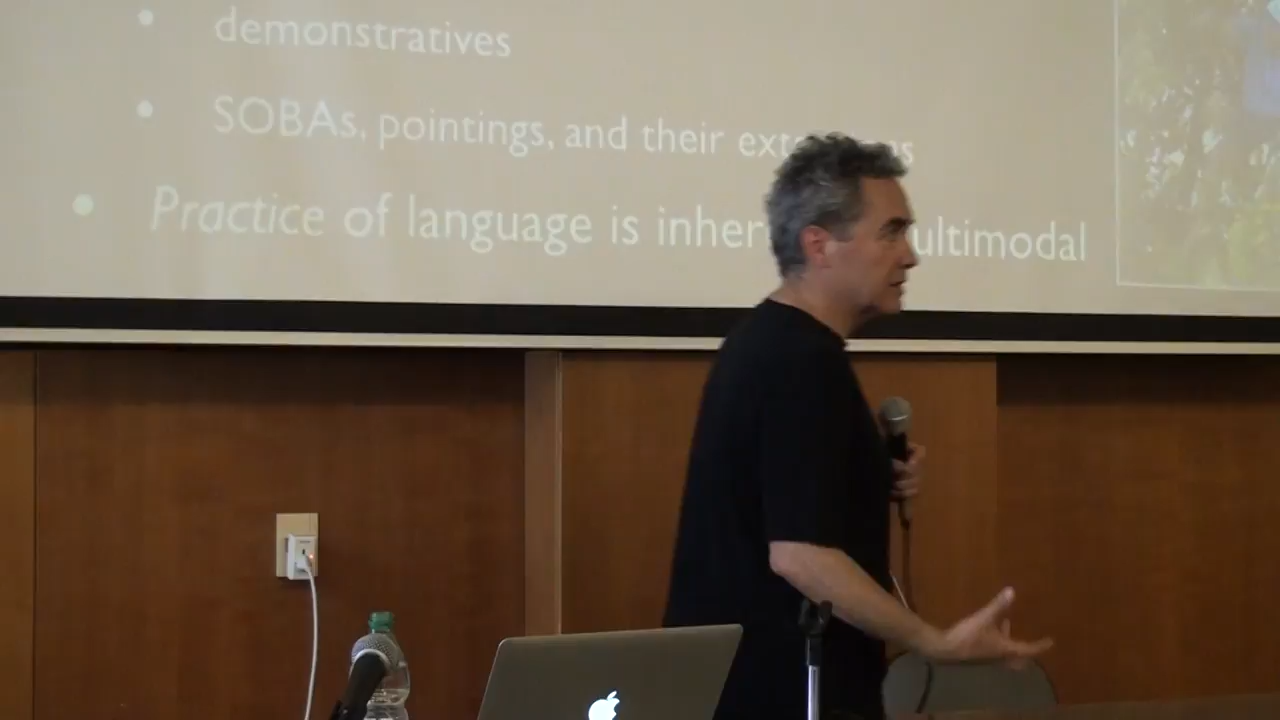 demonstratives
SOBAs, pointings, and their
Practice of language is